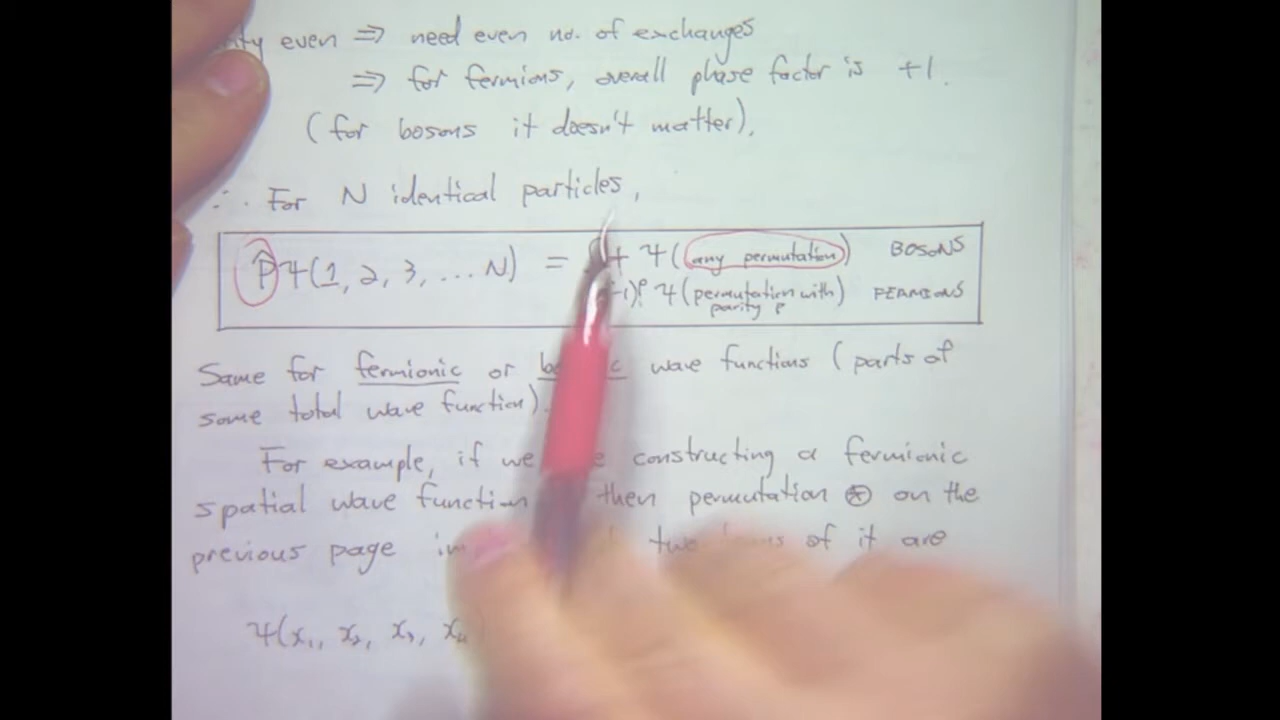 even ⇒ need even no. of exchanges
⇒ for fermions, overall phase factor is +1.
(for bosons it doesn't matter).
∴ For N identical particles,
P̂ψ(1, 2, 3, ... N) = + ψ(any permutation) BOSONS
(-1)ᵖ ψ(permutation with parity p) FERMIONS
Same for fermionic or wave functions (parts of
some total wave function).
For example, if we constructing a fermionic
spatial wave function then permutation ⊛ on the
previous page of it are
ψ(x₁, x₂, x₃, x₄